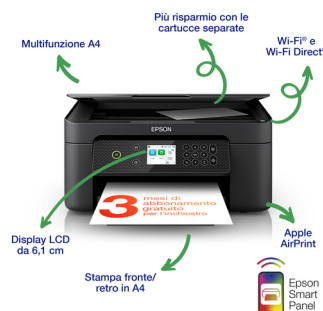 Più risparmio con le
cartucce separate
Multifunzione A4
Wi-Fi® e
Wi-Fi Direct®
EPSON
3 mesi di
abbonamento
gratuito
per l'inchiostro
Display LCD
da 6,1 cm
Apple
AirPrint
Stampa fronte/
retro in A4
Epson
Smart
Panel